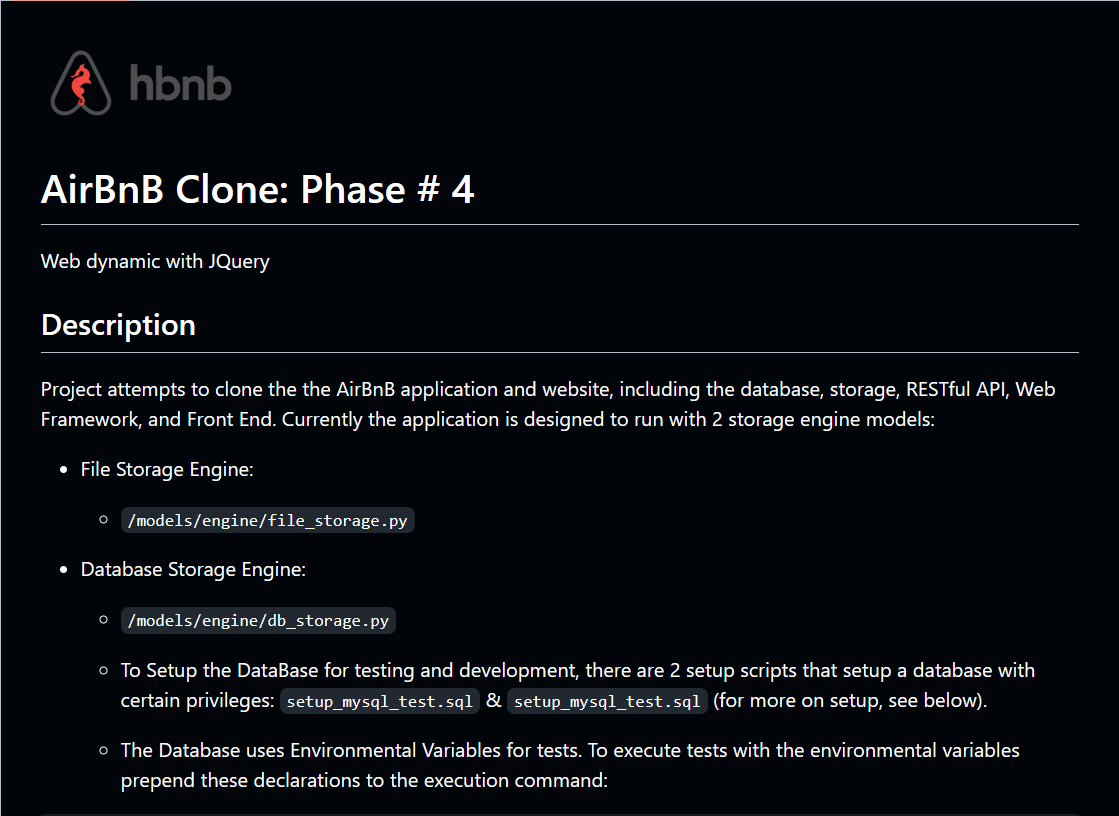 hbnb
AirBnB Clone: Phase # 4
Web dynamic with JQuery
Description
Project attempts to clone the the AirBnB application and website, including the database, storage, RESTful API, Web
Framework, and Front End. Currently the application is designed to run with 2 storage engine models:
File Storage Engine:
/models/engine/file_storage.py
Database Storage Engine:
/models/engine/db_storage.py
To Setup the DataBase for testing and development, there are 2 setup scripts that setup a database with
certain privileges: setup_mysql_test.sql & setup_mysql_test.sql (for more on setup, see below).
The Database uses Environmental Variables for tests. To execute tests with the environmental variables
prepend these declarations to the execution command: